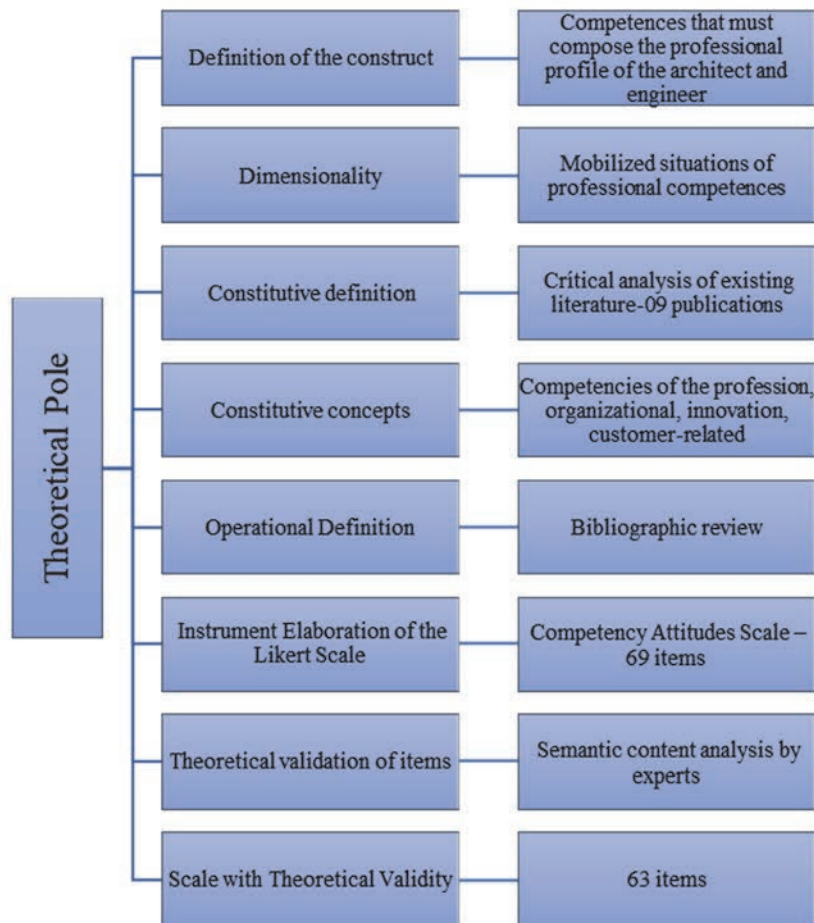 Theoretical Pole
Definition of the construct
Competences that must
compose the professional
profile of the architect and
engineer
Dimensionality
Mobilized situations of
professional competences
Constitutive definition
Crítical analysis of existing
literature-09 publications
Constitutive concepts
Competencies of the profession,
organizational, innovation,
customer-related
Operational Definition
Bibliographic review
Instrument Elaboration of the
Likert Scale
Competency Attitudes Scale –
69 items
Theoretical validation of items
Semantic content analysis by
experts
Scale with Theoretical Validity
63 items